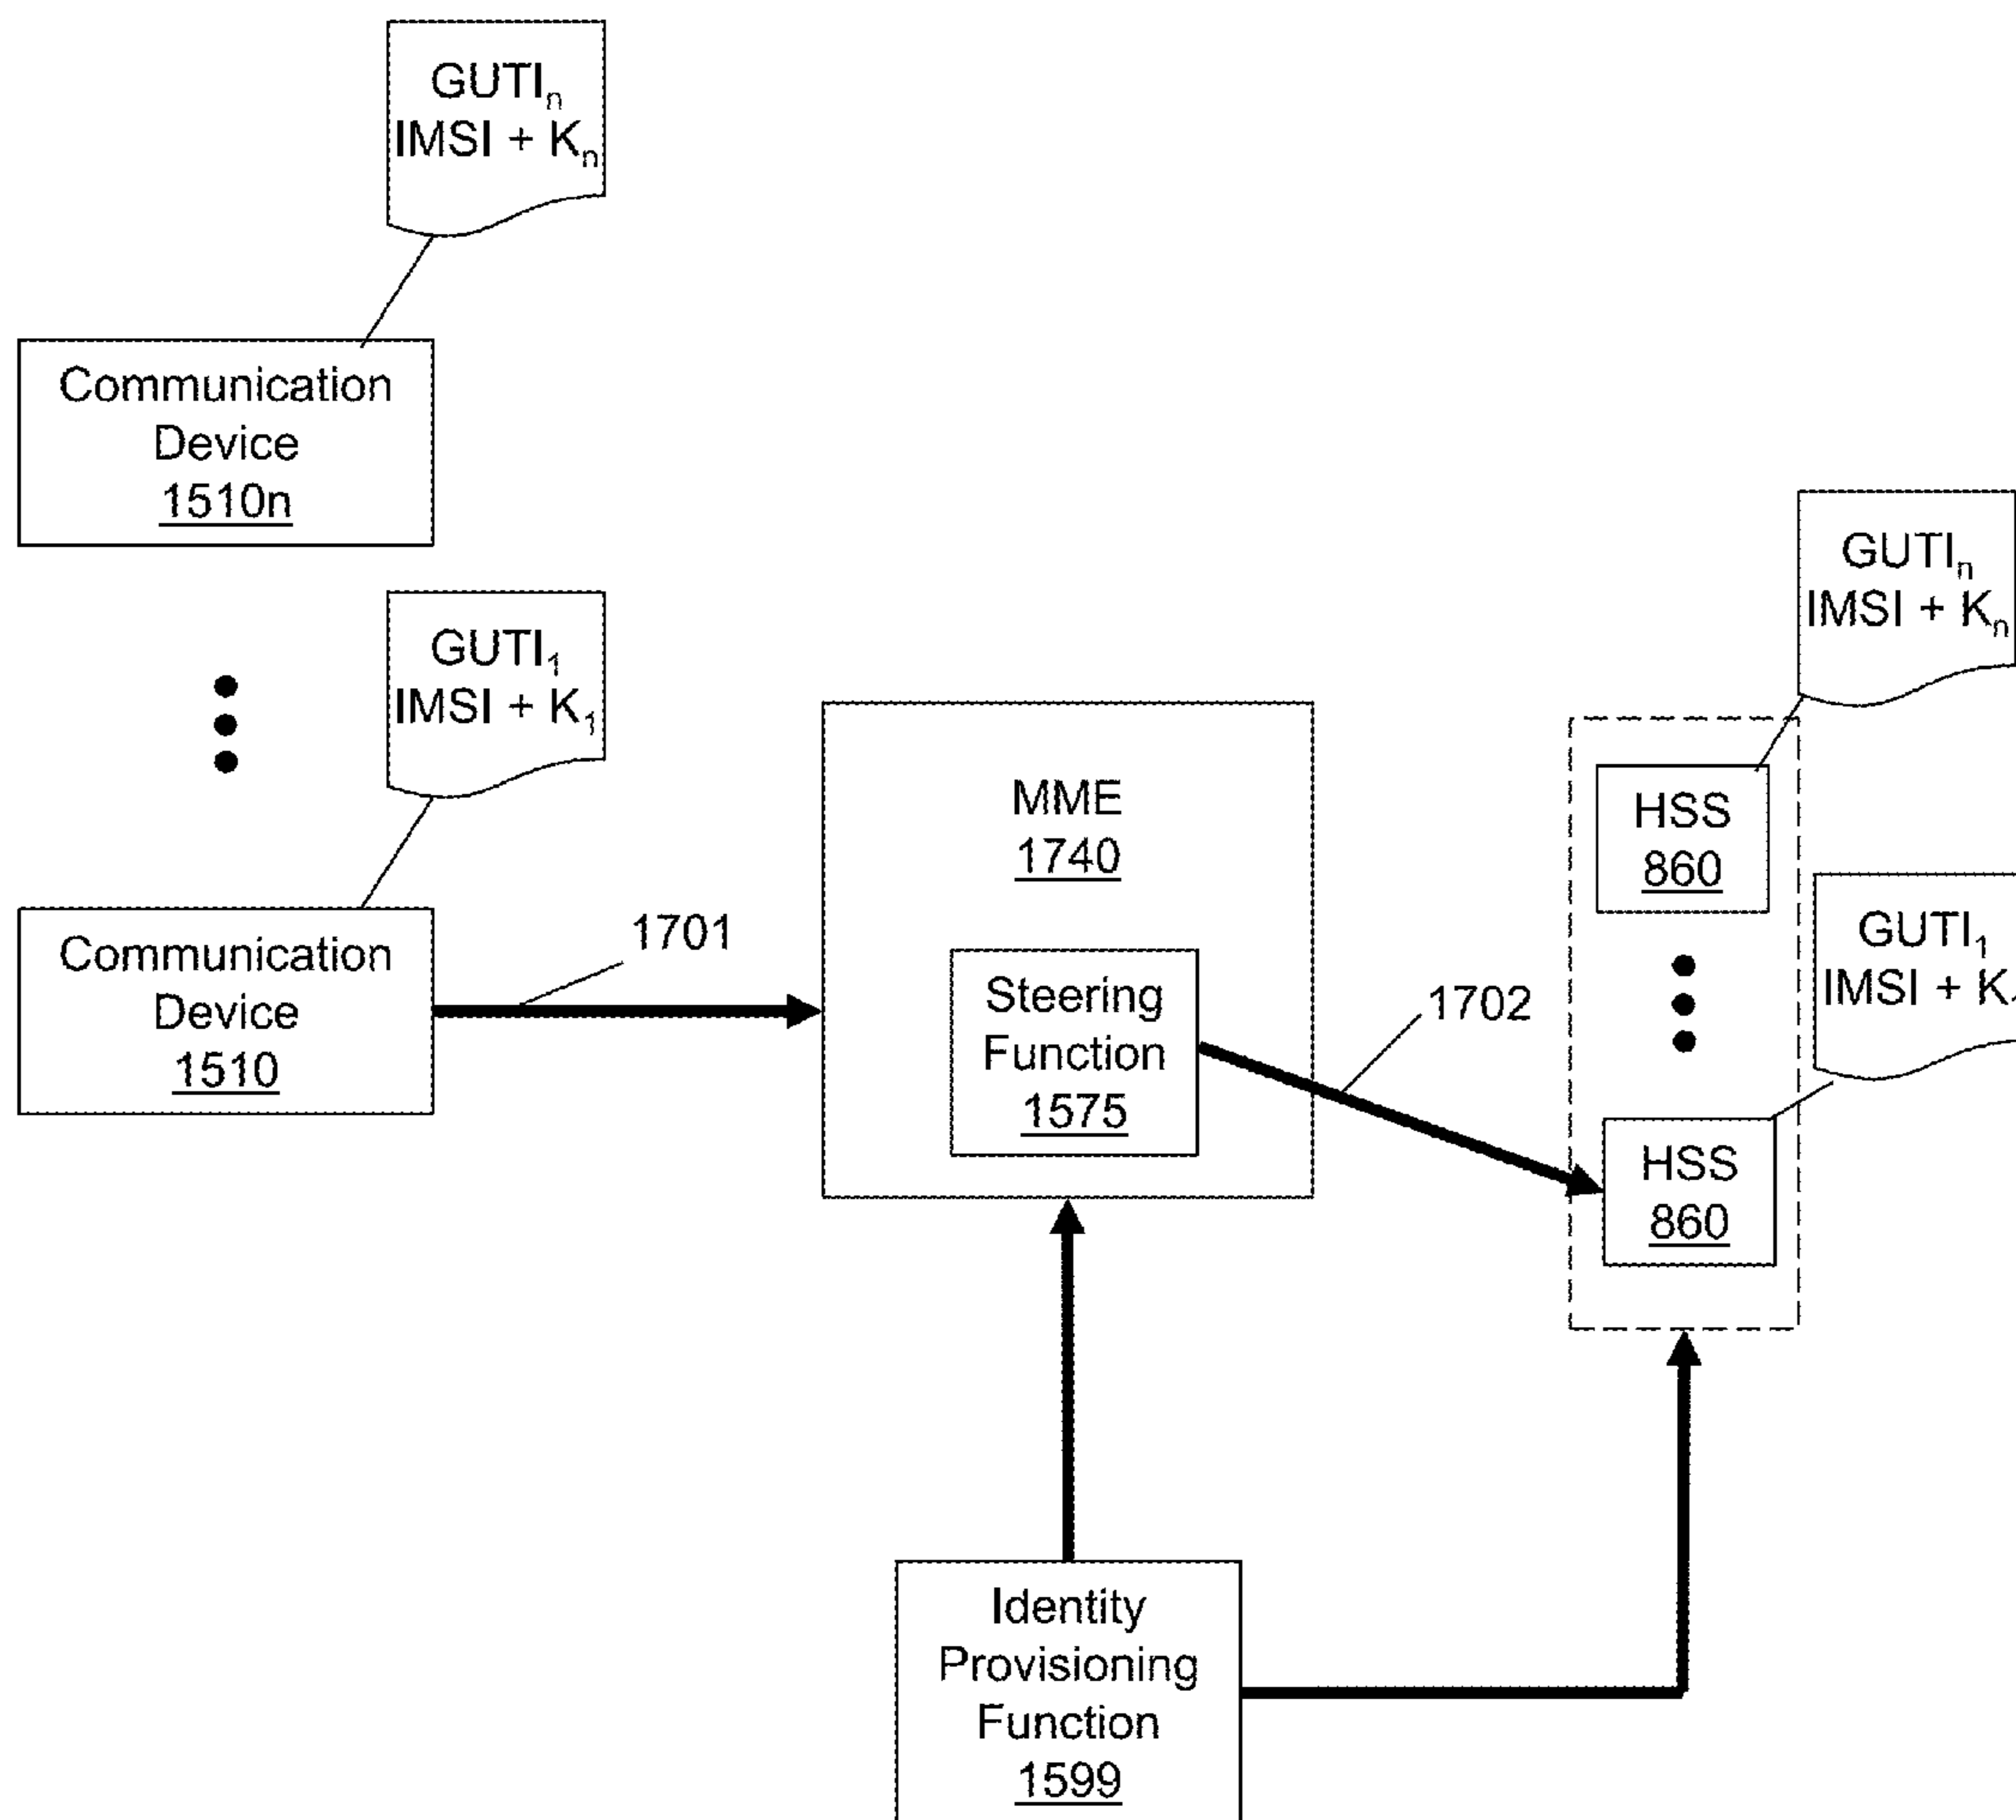 GUTIₙ
IMSI + Kₙ
Communication
Device
1510n
GUTI₁
IMSI + K₁
Communication
Device
1510
1701
MME
1740
Steering
Function
1575
1702
GUTIₙ
IMSI + Kₙ
HSS
860
GUTI₁
IMSI + K₁
HSS
860
Identity
Provisioning
Function
1599